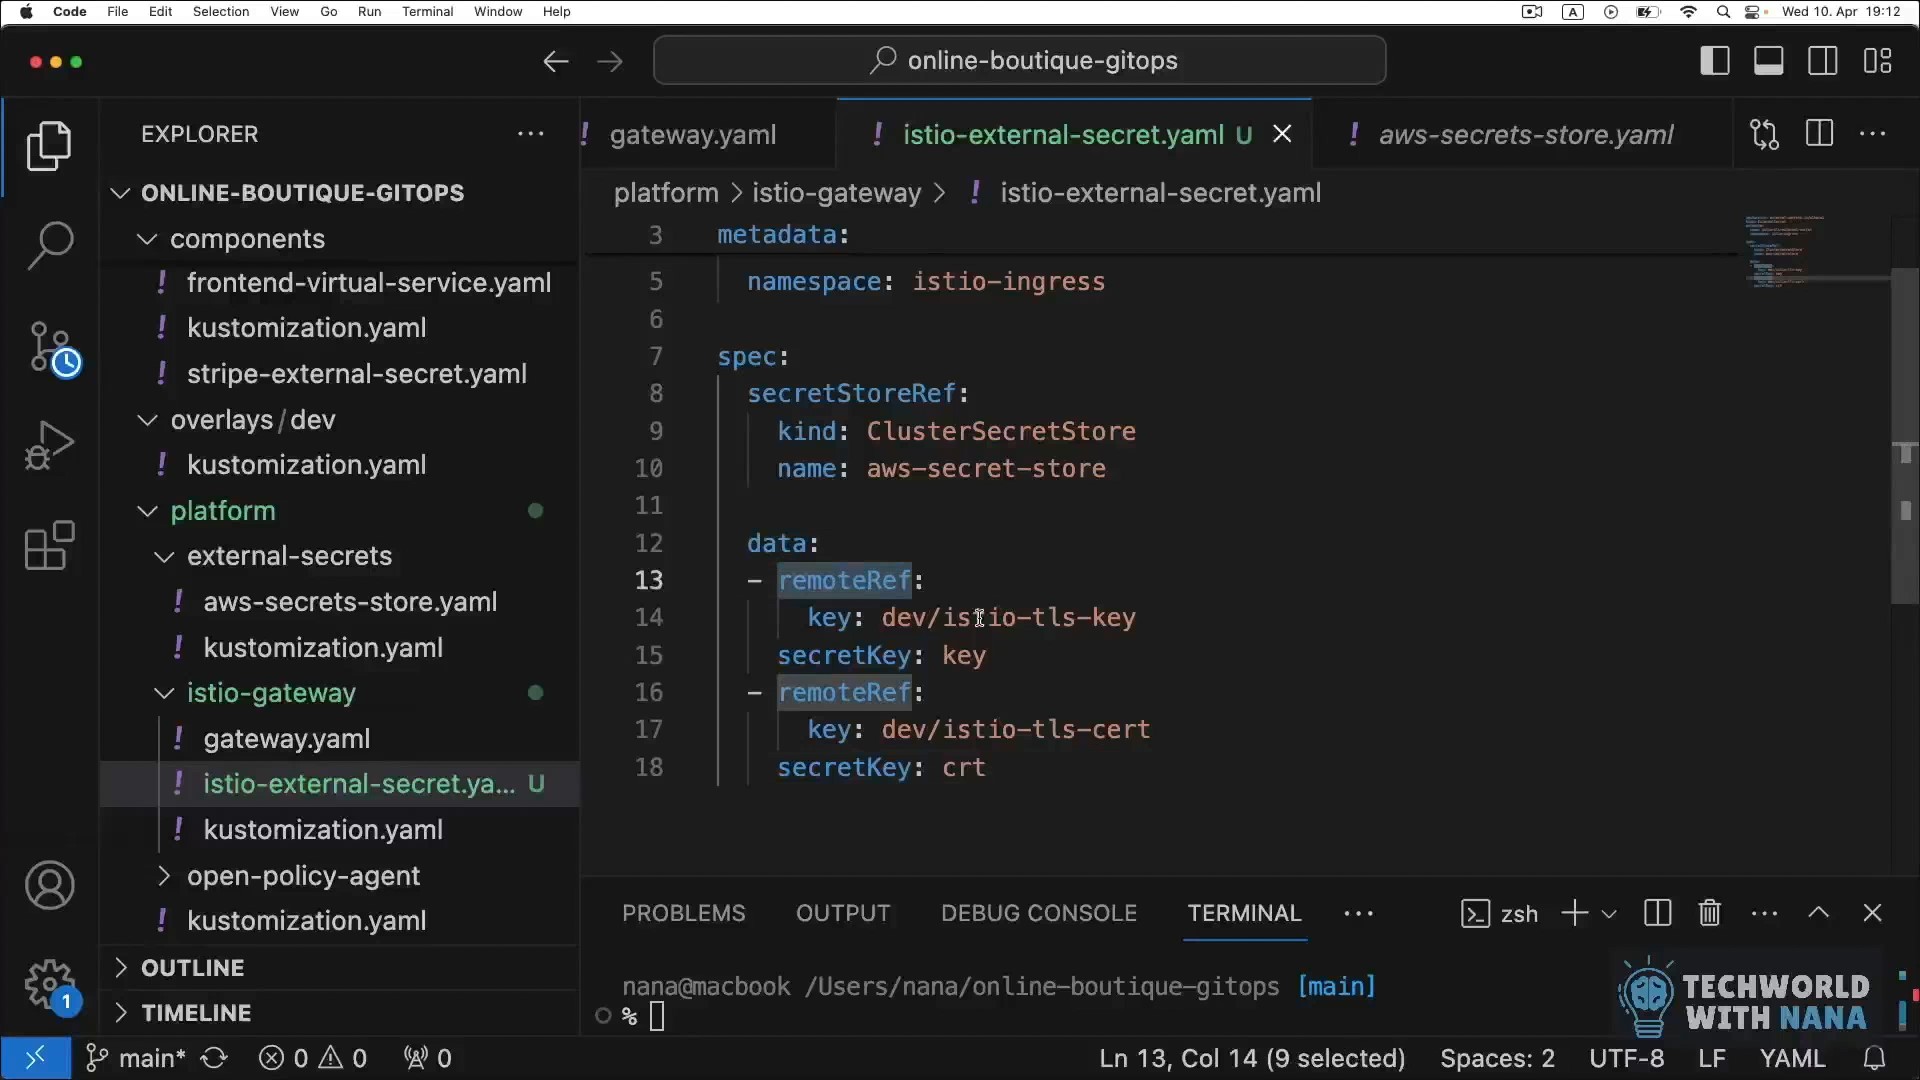 Code File Edit Selection View Go Run Terminal Window Help
A
Wed 10. Apr 19:12
online-boutique-gitops
EXPLORER
ONLINE-BOUTIQUE-GITOPS
components
! frontend-virtual-service.yaml
! kustomization.yaml
! stripe-external-secret.yaml
overlays/dev
! kustomization.yaml
platform
external-secrets
! aws-secrets-store.yaml
! kustomization.yaml
istio-gateway
! gateway.yaml
! istio-external-secret.ya... U
! kustomization.yaml
open-policy-agent
! kustomization.yaml
OUTLINE
TIMELINE
1
! gateway.yaml
! istio-external-secret.yaml U
! aws-secrets-store.yaml
platform > istio-gateway > ! istio-external-secret.yaml
3 metadata:
5 namespace: istio-ingress
6
7 spec:
8 secretStoreRef:
9 kind: ClusterSecretStore
10 name: aws-secret-store
11
12 data:
13 - remoteRef:
14 key: dev/istio-tls-key
15 secretKey: key
16 - remoteRef:
17 key: dev/istio-tls-cert
18 secretKey: crt
PROBLEMS OUTPUT DEBUG CONSOLE TERMINAL ...
zsh
nana@macbook /Users/nana/online-boutique-gitops [main]
%
TECHWORLD
WITH NANA
main* 0 0 0
Ln 13, Col 14 (9 selected) Spaces: 2 UTF-8 LF YAML